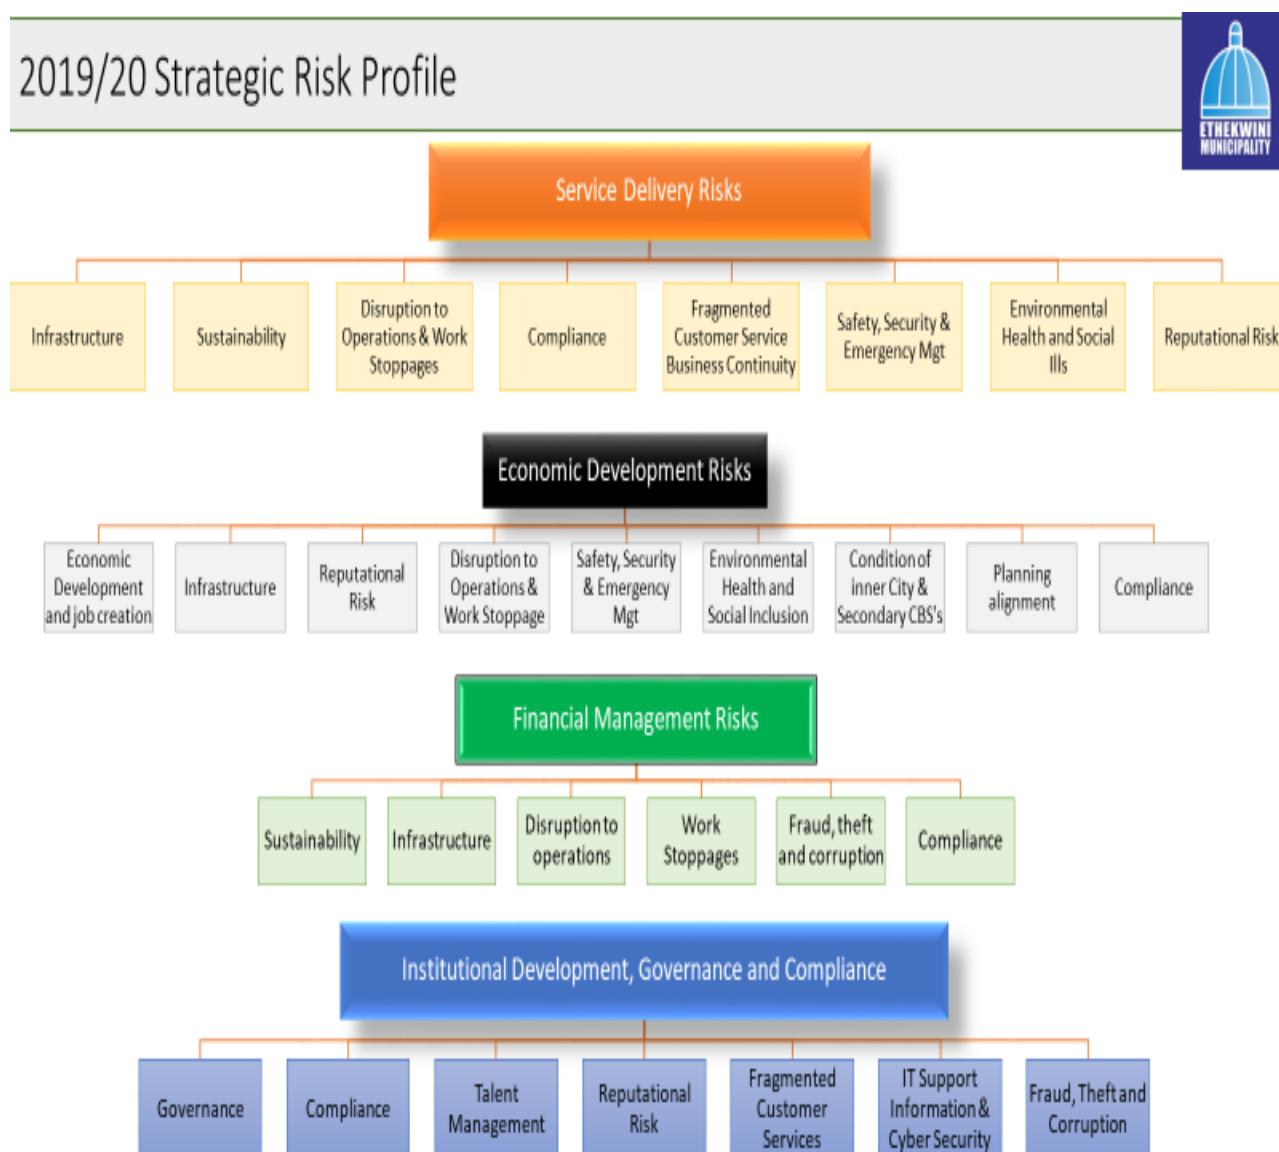 2019/20 Strategic Risk Profile
ETHEKWINI
MUNICIPALITY
Service Delivery Risks
Infrastructure
Sustainability
Disruption to
Operations & Work
Stoppages
Compliance
Fragmented
Customer Service
Business Continuity
Safety, Security &
Emergency Mgt
Environmental
Health and Social
Ills
Reputational Risk
Economic Development Risks
Economic
Development
and job creation
Infrastructure
Reputational
Risk
Disruption to
Operations &
Work Stoppage
Safety, Security
& Emergency
Mgt
Environmental
Health and
Social Inclusion
Condition of
inner City &
Secondary CBS's
Planning
alignment
Compliance
Financial Management Risks
Sustainability
Infrastructure
Disruption to
operations
Work
Stoppages
Fraud, theft
and corruption
Compliance
Institutional Development, Governance and Compliance
Governance
Compliance
Talent
Management
Reputational
Risk
Fragmented
Customer
Services
IT Support
Information &
Cyber Security
Fraud, Theft and
Corruption